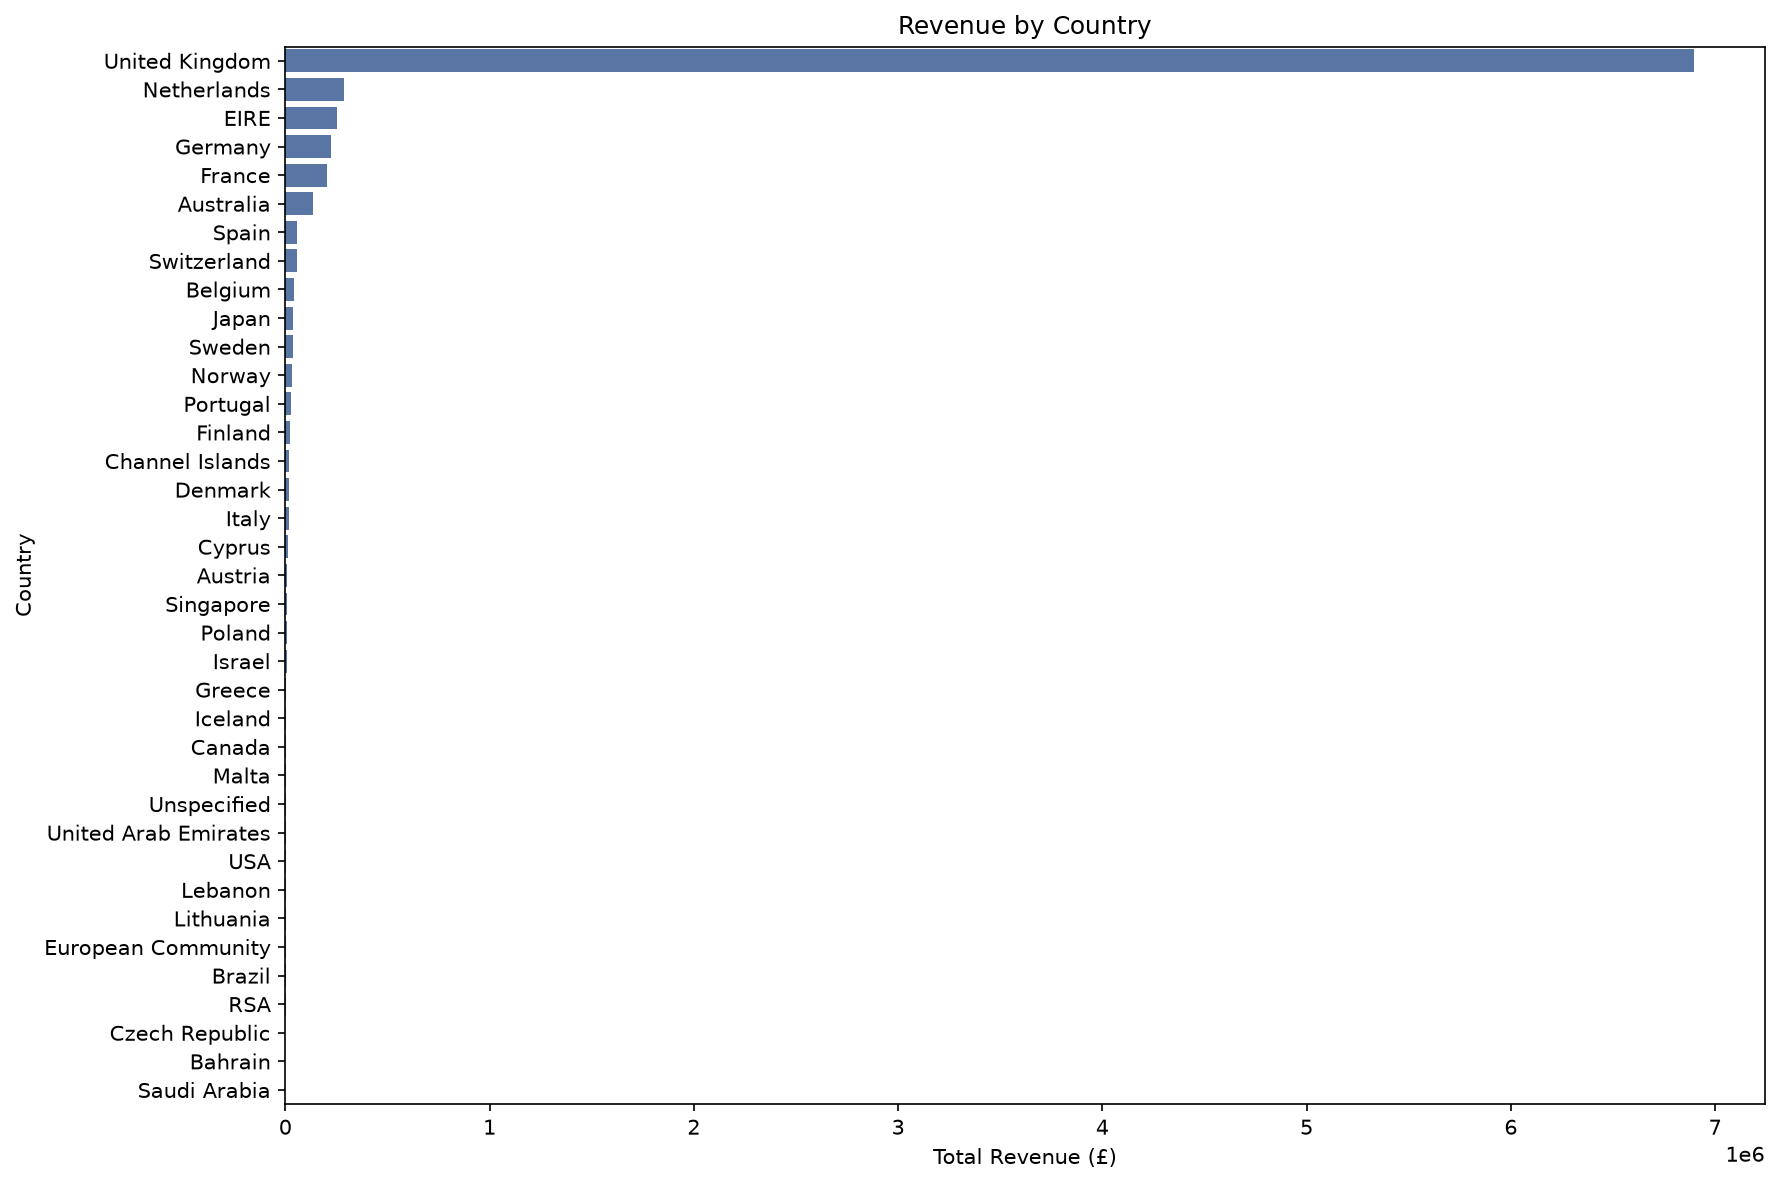 Revenue by Country
United Kingdom
Netherlands
EIRE
Germany
France
Australia
Spain
Switzerland
Belgium
Japan
Sweden
Norway
Portugal
Finland
Channel Islands
Denmark
Italy
Cyprus
Austria
Singapore
Poland
Israel
Greece
Iceland
Canada
Malta
Unspecified
United Arab Emirates
USA
Lebanon
Lithuania
European Community
Brazil
RSA
Czech Republic
Bahrain
Saudi Arabia
Country
0 1 2 3 4 5 6 7
Total Revenue (£)
1e6